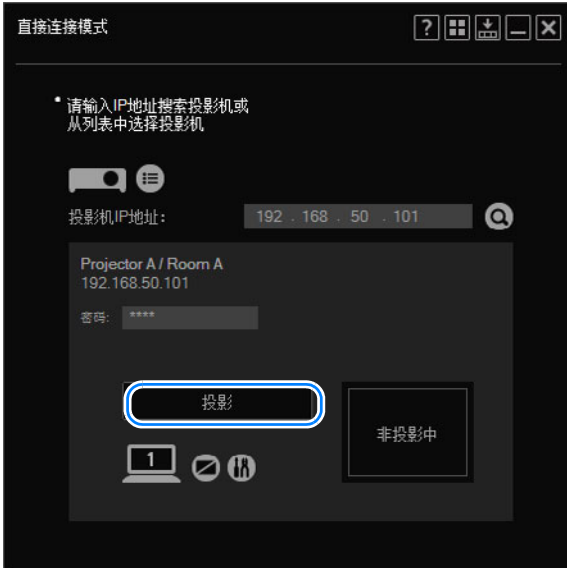 直接连接模式
?
请输入IP地址搜索投影机或
从列表中选择投影机
投影机IP地址：
192 . 168 . 50 . 101
Projector A / Room A
192.168.50.101
密码:
****
投影
非投影中
1